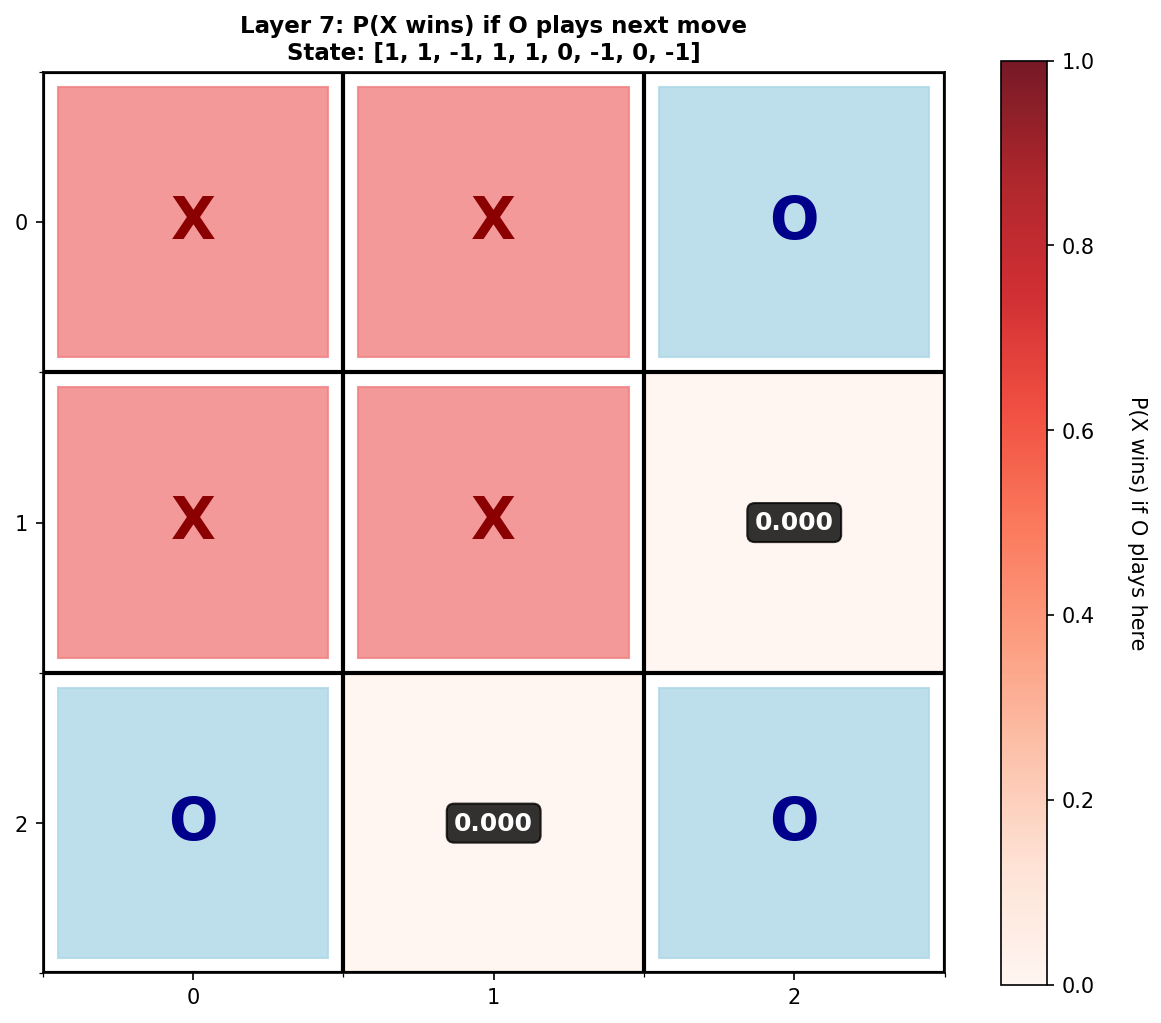 Layer 7: P(X wins) if O plays next move
State: [1, 1, -1, 1, 1, 0, -1, 0, -1]
1.0
0.8
0.6
0.4
0.2
0.0
P(X wins) if O plays here
0
X
X
O
1
X
X
0.000
2
O
0.000
O
0
1
2